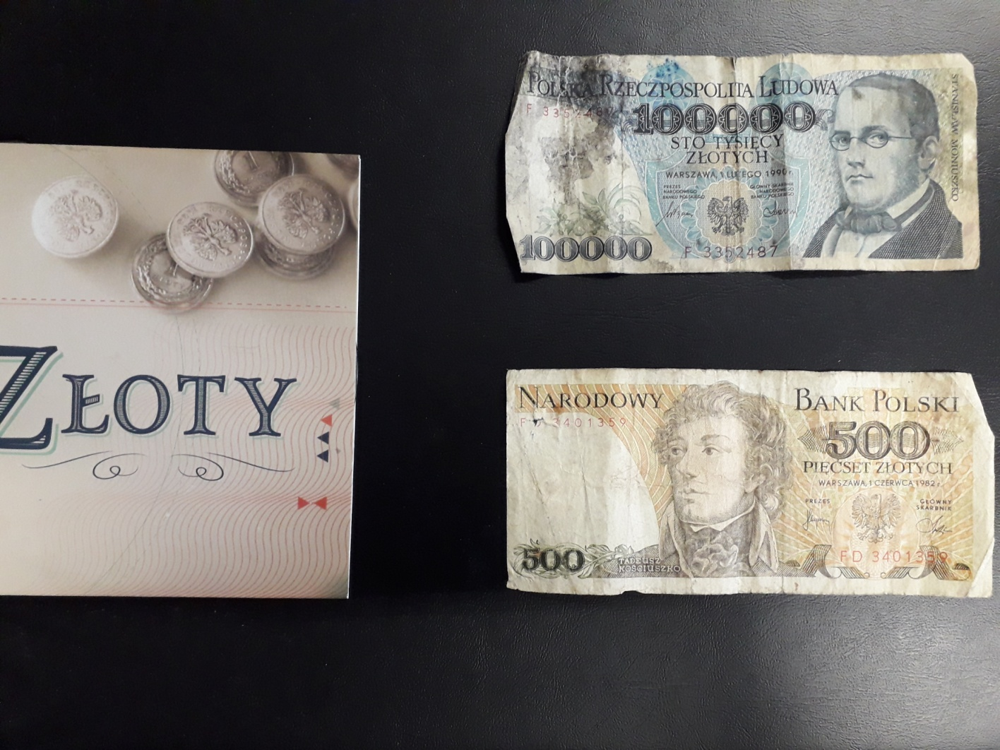 ZŁOTY
POLSKA RZECZPOSPOLITA LUDOWA
F 3352487
100000
STO TYSIĘCY
ZŁOTYCH
WARSZAWA, 1 LUTEGO 1990 r.
PREZES
NARODOWEGO
BANKU POLSKIEGO
GŁÓWNY SKARBNIK
NARODOWEGO
BANKU POLSKIEGO
100000
F 3352487
STANISŁAW MONIUSZKO
NARODOWY BANK POLSKI
FD 3401359
500
PIĘĆSET ZŁOTYCH
WARSZAWA, 1 CZERWCA 1982 r.
PREZES
GŁÓWNY
SKARBNIK
500
TADEUSZ
KOŚCIUSZKO
FD 3401359